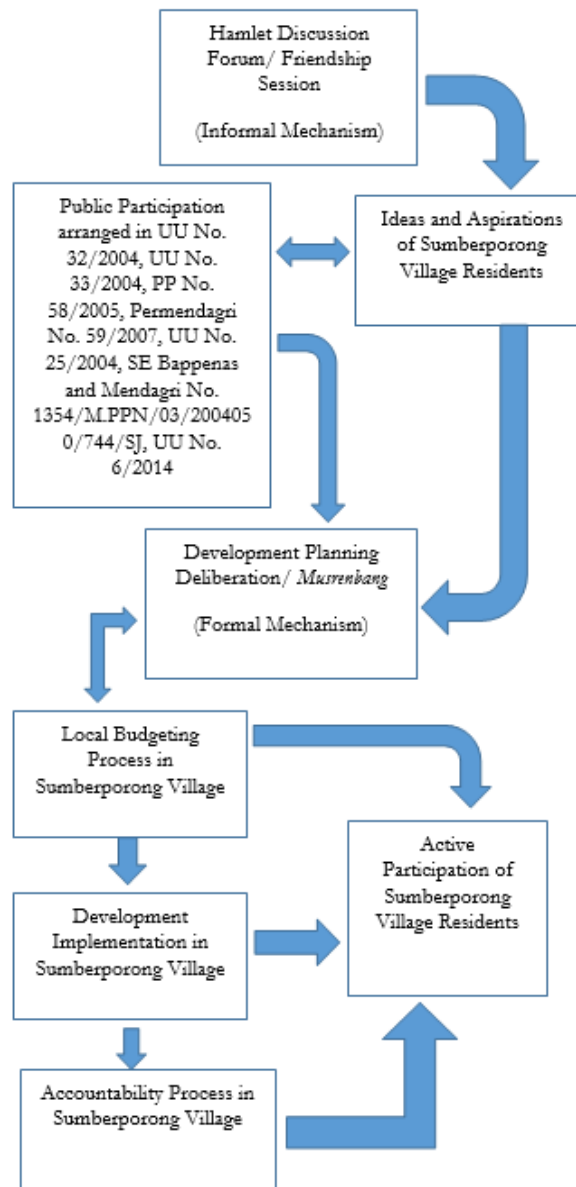 Hamlet Discussion
Forum/ Friendship
Session
(Informal Mechanism)
Public Participation
arranged in UU No.
32/2004, UU No.
33/2004, PP No.
58/2005, Permendagri
No. 59/2007, UU No.
25/2004, SE Bappenas
and Mendagri No.
1354/M.PPN/03/200405
0/744/SJ, UU No.
6/2014
Ideas and Aspirations
of Sumberporong
Village Residents
Development Planning
Deliberation/ Musrenbang
(Formal Mechanism)
Local Budgeting
Process in
Sumberporong Village
Active
Participation of
Sumberporong
Village Residents
Development
Implementation in
Sumberporong Village
Accountability Process in
Sumberporong Village